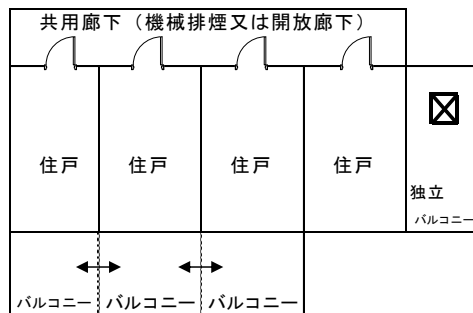 共用廊下（機械排煙又は開放廊下）
住戸 住戸 住戸 住戸
独立
バルコニー
バルコニー バルコニー バルコニー